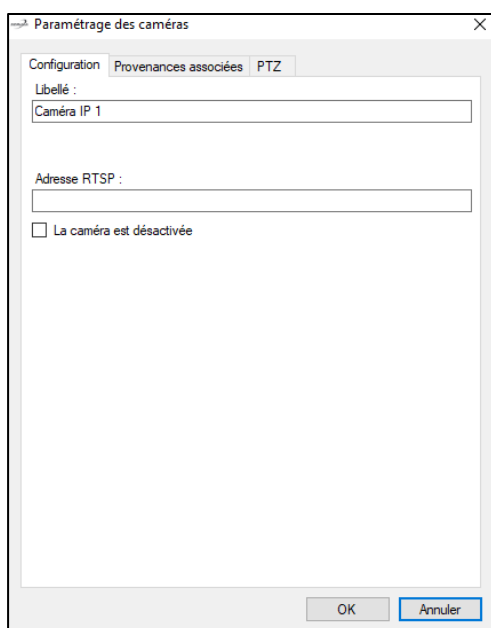 Paramétrage des caméras
Configuration Provenances associées PTZ
Libellé :
Caméra IP 1
Adresse RTSP :
La caméra est désactivée
OK Annuler